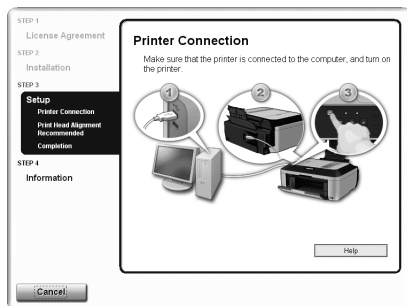 STEP 1
License Agreement
STEP 2
Installation
STEP 3
Setup
Printer Connection
Print Head Alignment
Recommended
Completion
STEP 4
Information
Cancel
Printer Connection
Make sure that the printer is connected to the computer, and turn on
the printer.
1
2
3
Help